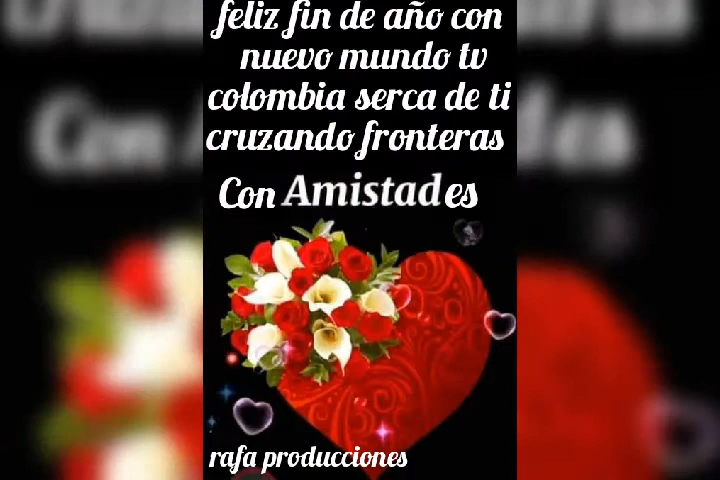 feliz fin de año con
nuevo mundo tv
colombia serca de ti
cruzando fronteras
Con Amistades
rafa producciones